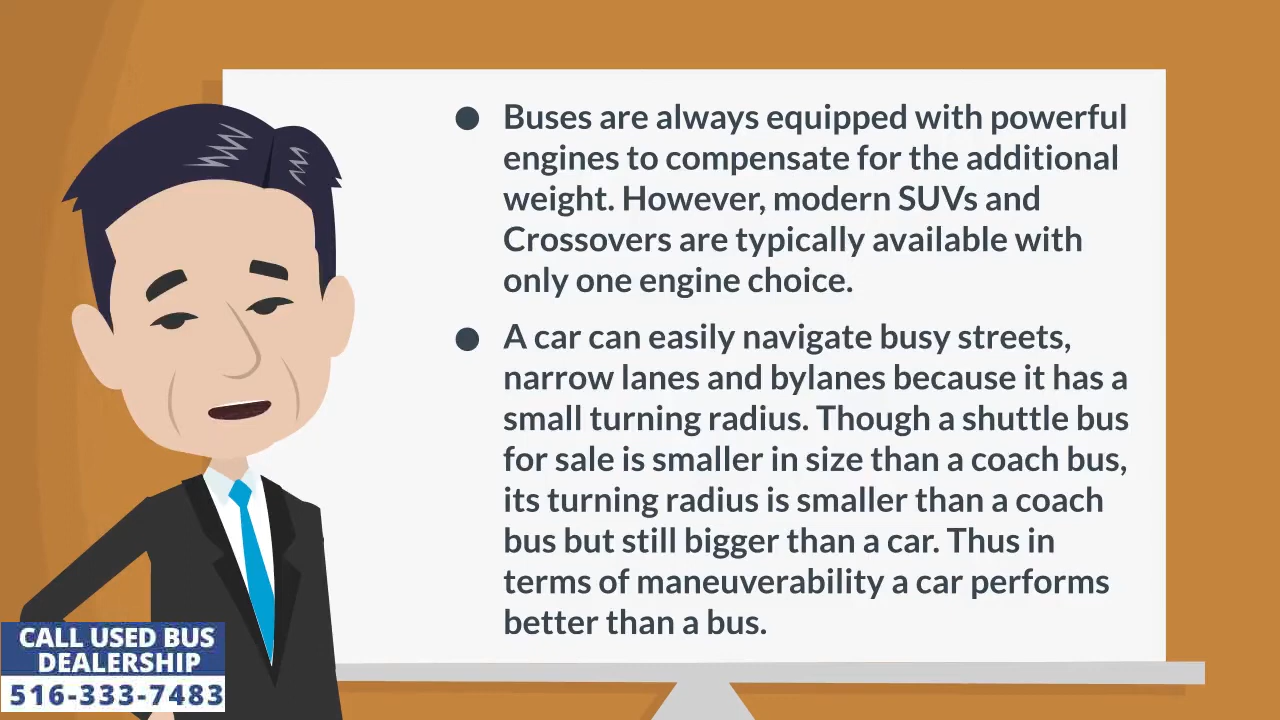 ● Buses are always equipped with powerful
engines to compensate for the additional
weight. However, modern SUVs and
Crossovers are typically available with
only one engine choice.
● A car can easily navigate busy streets,
narrow lanes and bylanes because it has a
small turning radius. Though a shuttle bus
for sale is smaller in size than a coach bus,
its turning radius is smaller than a coach
bus but still bigger than a car. Thus in
terms of maneuverability a car performs
better than a bus.
CALL USED BUS
DEALERSHIP
516-333-7483